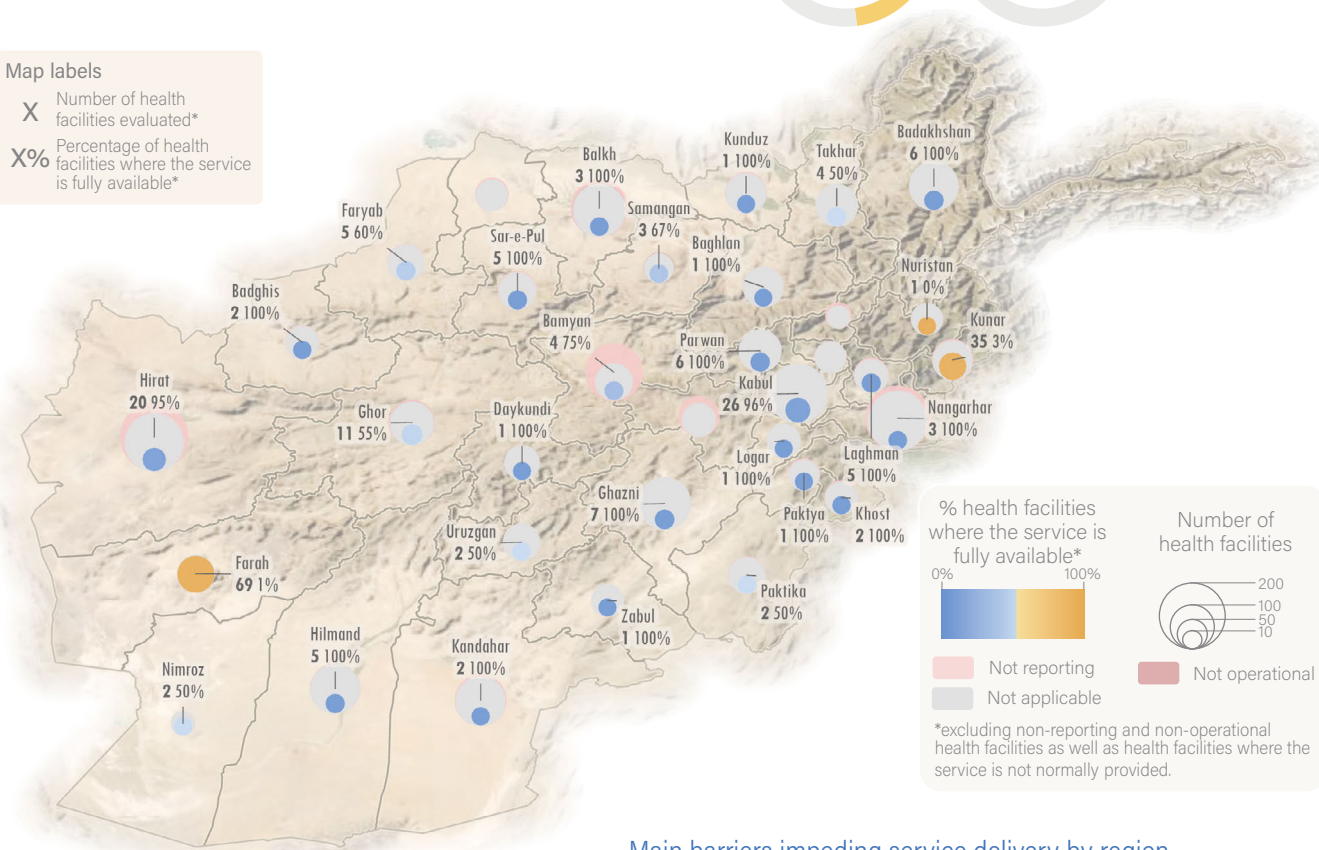 Map labels
X Number of health
facilities evaluated*
X% Percentage of health
facilities where the service
is fully available*
Kunduz
1 100%
Takhar
4 50%
Badakhshan
6 100%
Balkh
3 100%
Faryab
5 60%
Samangan
3 67%
Sar-e-Pul
5 100%
Baghlan
1 100%
Nuristan
1 0%
Badghis
2 100%
Bamyan
4 75%
Kunar
35 3%
Parwan
6 100%
Hirat
20 95%
Kabul
26 96%
Ghor
11 55%
Daykundi
1 100%
Nangarhar
3 100%
Logar
1 100%
Laghman
5 100%
Ghazni
7 100%
Paktya
1 100%
Khost
2 100%
Uruzgan
2 50%
Farah
69 1%
Paktika
2 50%
Zabul
1 100%
Hilmand
5 100%
Kandahar
2 100%
Nimroz
2 50%
% health facilities
where the service is
fully available*
0% 100%
Number of
health facilities
200
100
50
10
Not reporting
Not operational
Not applicable
*excluding non-reporting and non-operational
health facilities as well as health facilities where the
service is not normally provided.
Main barriers impeding service delivery by region